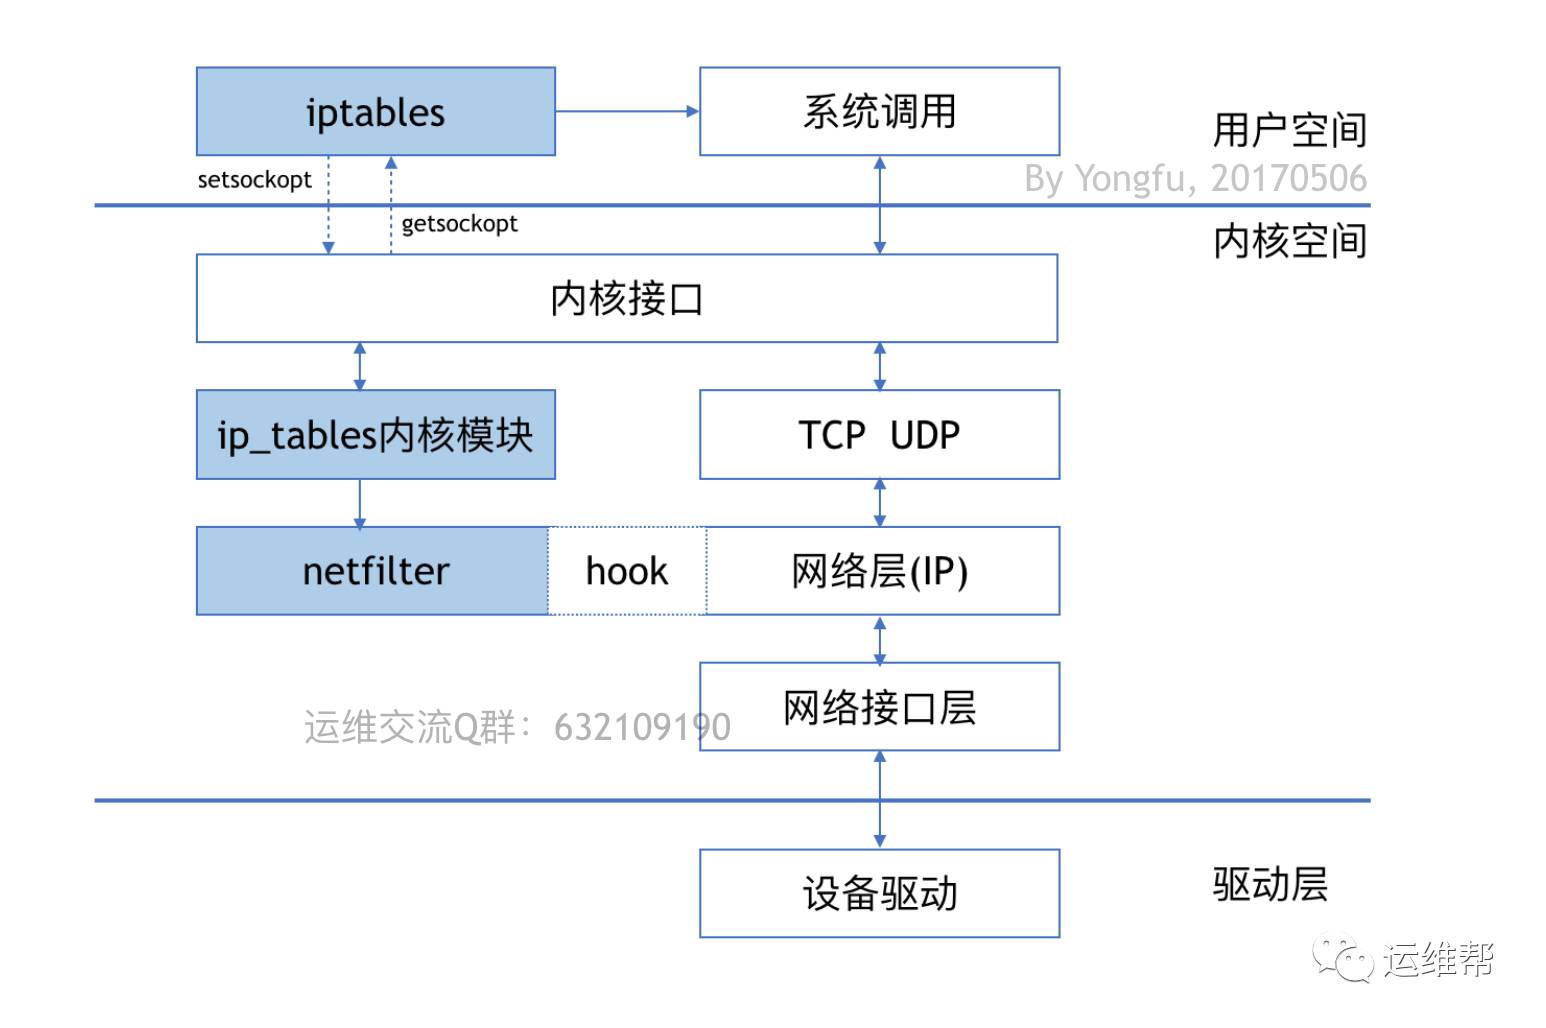 iptables
系统调用
用户空间
By Yongfu, 20170506
setsockopt
getsockopt
内核空间
内核接口
ip_tables内核模块
TCP UDP
netfilter
hook
网络层(IP)
网络接口层
运维交流Q群：632109190
设备驱动
驱动层
运维帮